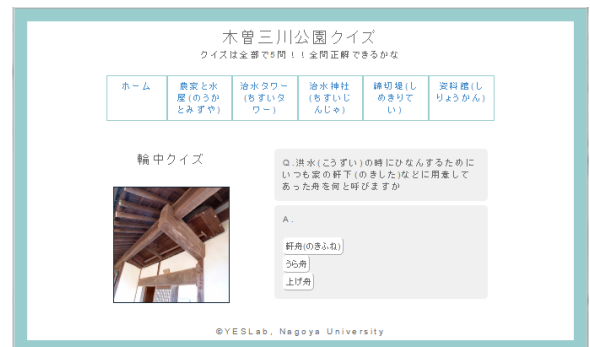 木曽三川公園クイズ
クイズは全部で5問！！全問正解できるかな
ホーム
農家と水
屋(のうか
とみずや)
治水タワー
(ちすいタ
ワー)
治水神社
(ちすいじ
んじゃ)
締切堤(し
めきりて
い)
資料館(し
りょうかん)
輪中クイズ
Q.洪水(こうずい)の時にひなんするために
いつも家の軒下(のきした)などに用意して
あった舟を何と呼びますか
A.
軒舟(のきふね)
うら舟
上げ舟
©YESLab, Nagoya University